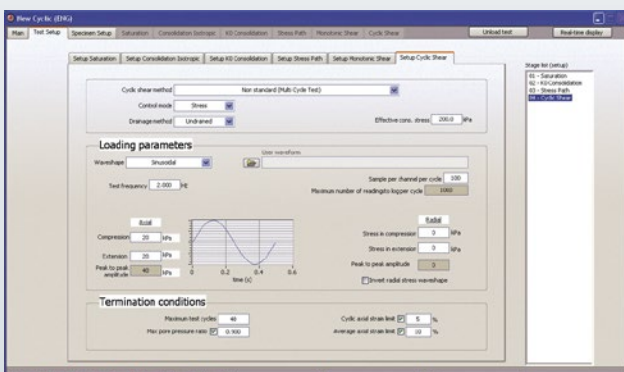 Blew Cyclic (ENG)
Main Test Setup Specimen Setup Saturation Consolidation Isotropic K0 Consolidation Stress Path Monotonic Shear Cyclic Shear Unload test Real-time display
Setup Saturation Setup Consolidation Isotropic Setup K0 Consolidation Setup Stress Path Setup Monotonic Shear Setup Cyclic Shear
Stage list (setup)
01 - Saturation
02 - K0 Consolidation
03 - Stress Path
04 - Cyclic Shear
Cyclic shear method Non standard (Multi Cycle Test)
Control mode Stress
Drainage method Undrained Effective cons. stress 200.0 kPa
Loading parameters
User waveform
Waveshape Sinusoidal
Sample per channel per cycle 100
Test frequency 2.000 Hz
Maximum number of readings to log per cycle 1000
Axial
Compression 20 kPa
Extension 20 kPa
Peak to peak amplitude 40 kPa
0 0.2 0.4 0.6
time (s)
Radial
Stress in compression 0 kPa
Stress in extension 0 kPa
Peak to peak amplitude 0
Invert radial stress waveshape
Termination conditions
Maximum test cycles 40
Cyclic axial strain limit 5 %
Max pore pressure ratio 0.900
Average axial strain limit 10 %